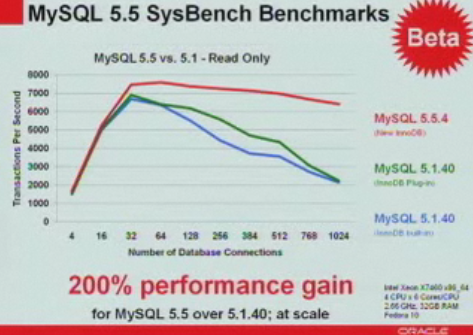 MySQL 5.5 SysBench Benchmarks
Beta
MySQL 5.5 vs. 5.1 - Read Only
Transactions Per Second
8000
7000
6000
5000
4000
3000
2000
1000
0
4 16 32 64 128 256 384 512 768 1024
Number of Database Connections
MySQL 5.5.4
(New InnoDB)
MySQL 5.1.40
(InnoDB Plug-in)
MySQL 5.1.40
(InnoDB built-in)
200% performance gain
for MySQL 5.5 over 5.1.40; at scale
Intel Xeon X7460 x86_64
4 CPU x 6 Cores/CPU
2.66 GHz, 32GB RAM
Fedora 10
ORACLE